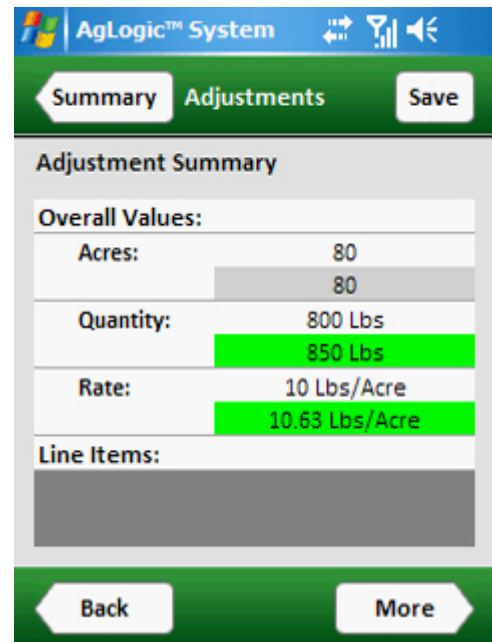 AgLogic™ System
Summary Adjustments Save
Adjustment Summary
Overall Values:
Acres: 80
80
Quantity: 800 Lbs
850 Lbs
Rate: 10 Lbs/Acre
10.63 Lbs/Acre
Line Items:
Back More